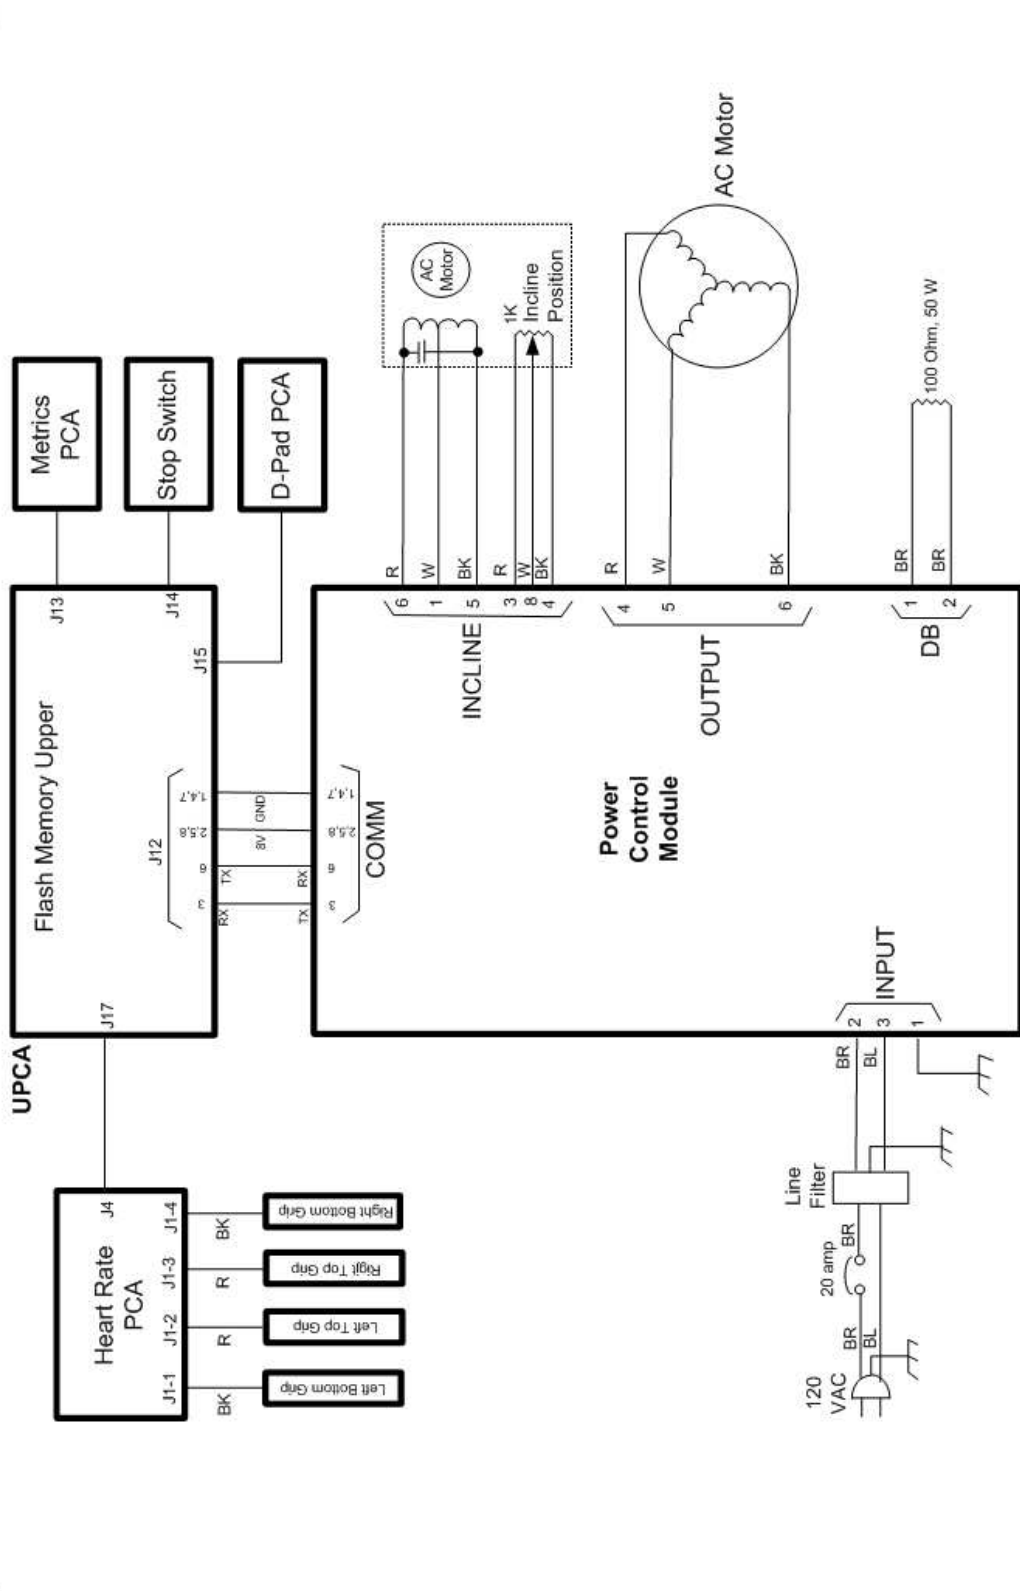 UPCA
Flash Memory Upper
J17
J12
J13
J14
J15
3
6
2,5,8
1,4,7
Metrics
PCA
Stop Switch
D-Pad PCA
Heart Rate
PCA
J4
J1-1
J1-2
J1-3
J1-4
BK
R
R
BK
Left Bottom Grip
Left Top Grip
Rigjt Top Grip
Right Bottom Grip
RX
TX
8V
GND
TX
RX
3
6
2,5,8
1,4,7
COMM
Power
Control
Module
INCLINE
6
1
5
3
8
4
R
W
BK
R
W
BK
AC
Motor
1K
Incline
Position
OUTPUT
4
5
6
R
W
BK
AC Motor
DB
1
2
BR
BR
100 Ohm, 50 W
INPUT
2
3
1
BR
BL
Line
Filter
BR
20 amp
BR
BL
120
VAC